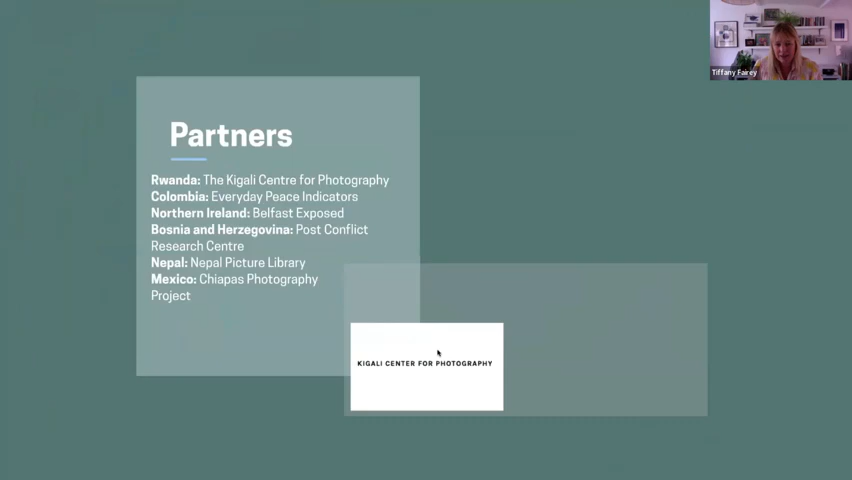 Tiffany Fairey
Partners
Rwanda: The Kigali Centre for Photography
Colombia: Everyday Peace Indicators
Northern Ireland: Belfast Exposed
Bosnia and Herzegovina: Post Conflict
Research Centre
Nepal: Nepal Picture Library
Mexico: Chiapas Photography
Project
KIGALI CENTER FOR PHOTOGRAPHY